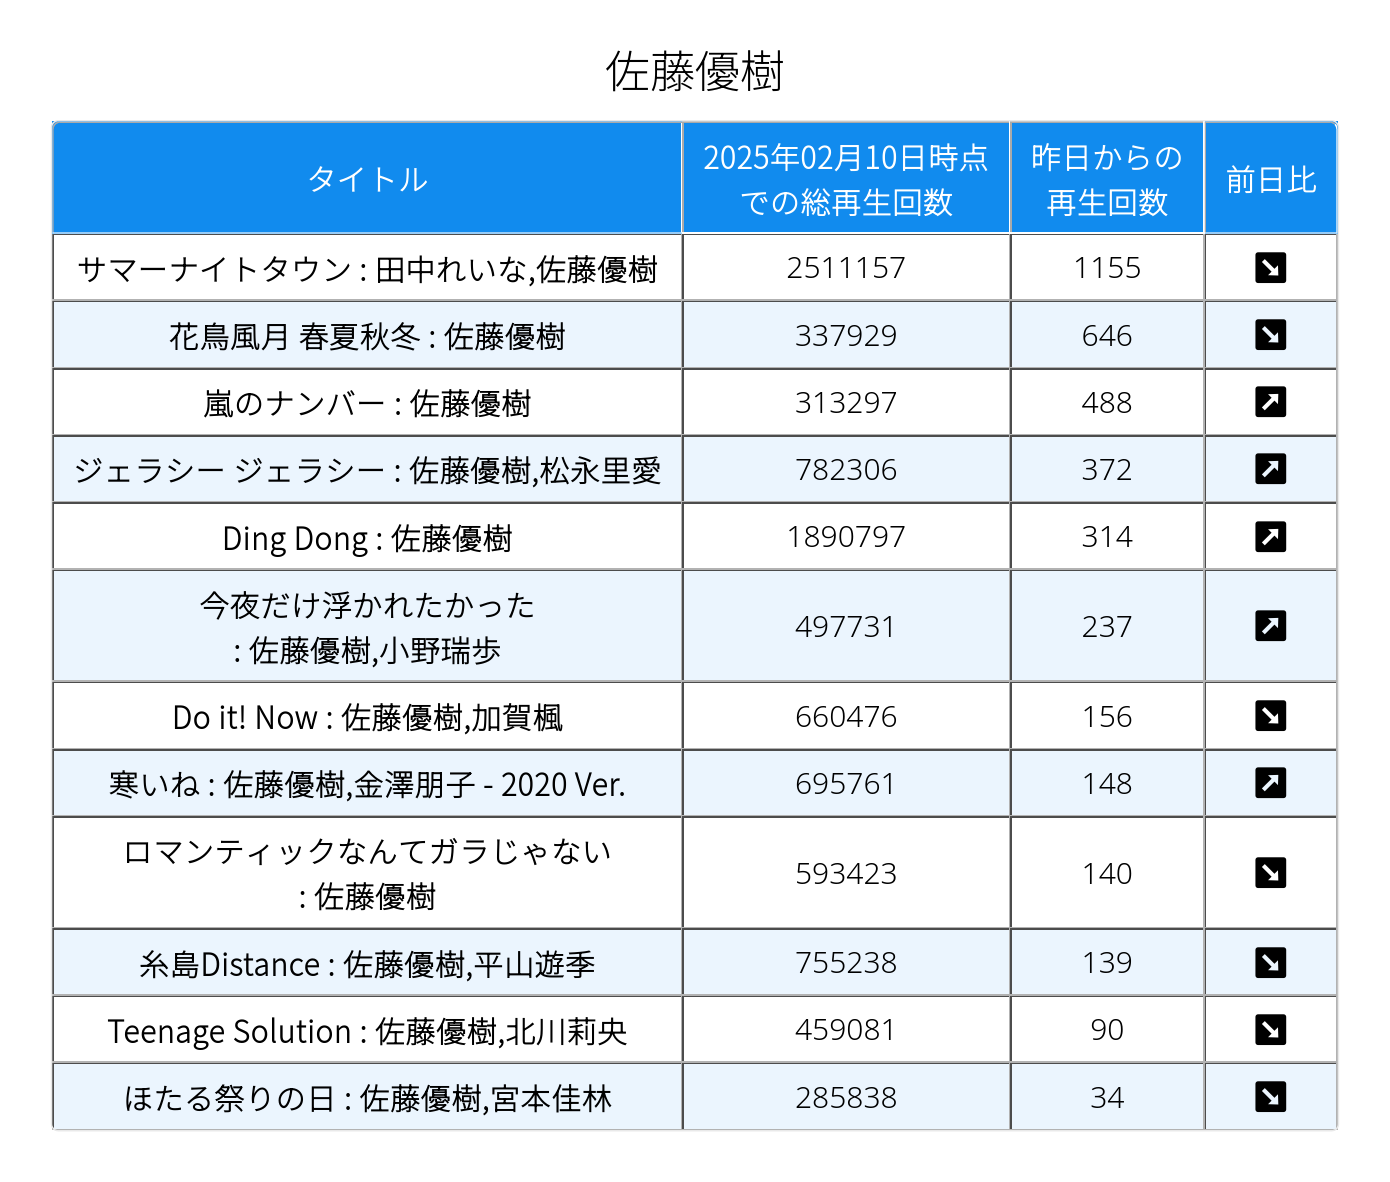 佐藤優樹
タイトル
2025年02月10日時点
での総再生回数
昨日からの
再生回数
前日比
サマーナイトタウン : 田中れいな,佐藤優樹 2511157 1155 ↘
花鳥風月 春夏秋冬 : 佐藤優樹 337929 646 ↘
嵐のナンバー : 佐藤優樹 313297 488 ↗
ジェラシー ジェラシー : 佐藤優樹,松永里愛 782306 372 ↗
Ding Dong : 佐藤優樹 1890797 314 ↗
今夜だけ浮かれたかった
: 佐藤優樹,小野瑞歩 497731 237 ↗
Do it! Now : 佐藤優樹,加賀楓 660476 156 ↘
寒いね : 佐藤優樹,金澤朋子 - 2020 Ver. 695761 148 ↗
ロマンティックなんてガラじゃない
: 佐藤優樹 593423 140 ↘
糸島Distance : 佐藤優樹,平山遊季 755238 139 ↘
Teenage Solution : 佐藤優樹,北川莉央 459081 90 ↘
ほたる祭りの日 : 佐藤優樹,宮本佳林 285838 34 ↘